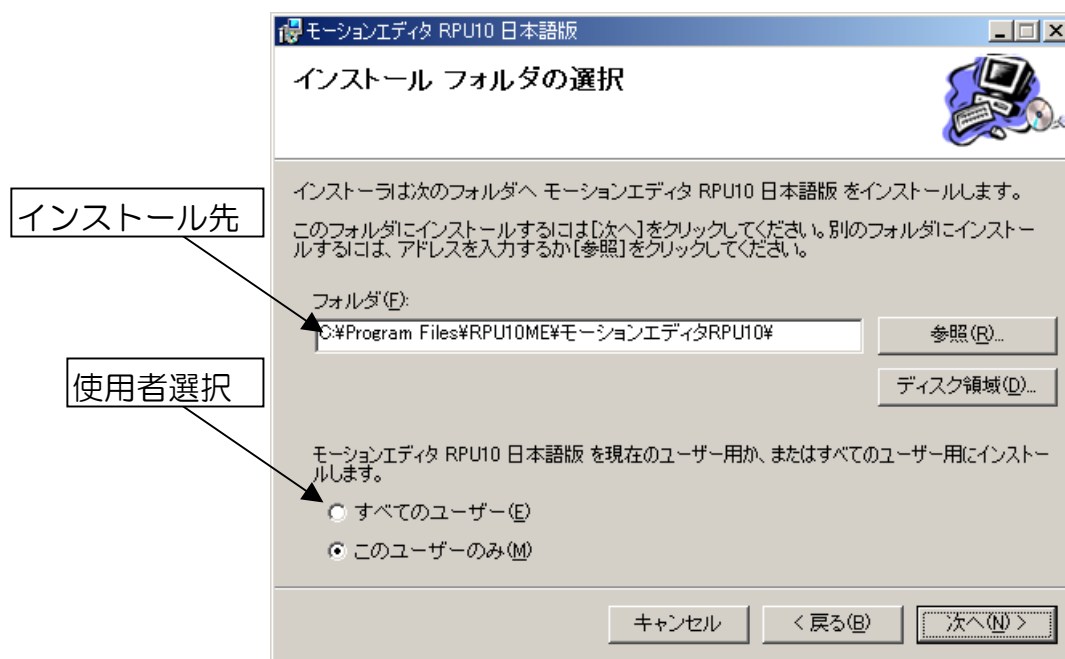 モーションエディタ RPU10 日本語版
インストール フォルダの選択
インストーラは次のフォルダへ モーションエディタ RPU10 日本語版 をインストールします。
インストール先
このフォルダにインストールするには[次へ]をクリックしてください。別のフォルダにインストー
ルするには、アドレスを入力するか[参照]をクリックしてください。
フォルダ(F):
C:¥Program Files¥RPU10ME¥モーションエディタRPU10¥
参照(R)...
ディスク領域(D)...
使用者選択
モーションエディタ RPU10 日本語版 を現在のユーザー用か、またはすべてのユーザー用にインストー
ルします。
すべてのユーザー(E)
このユーザーのみ(M)
キャンセル
< 戻る(B)
次へ(N) >